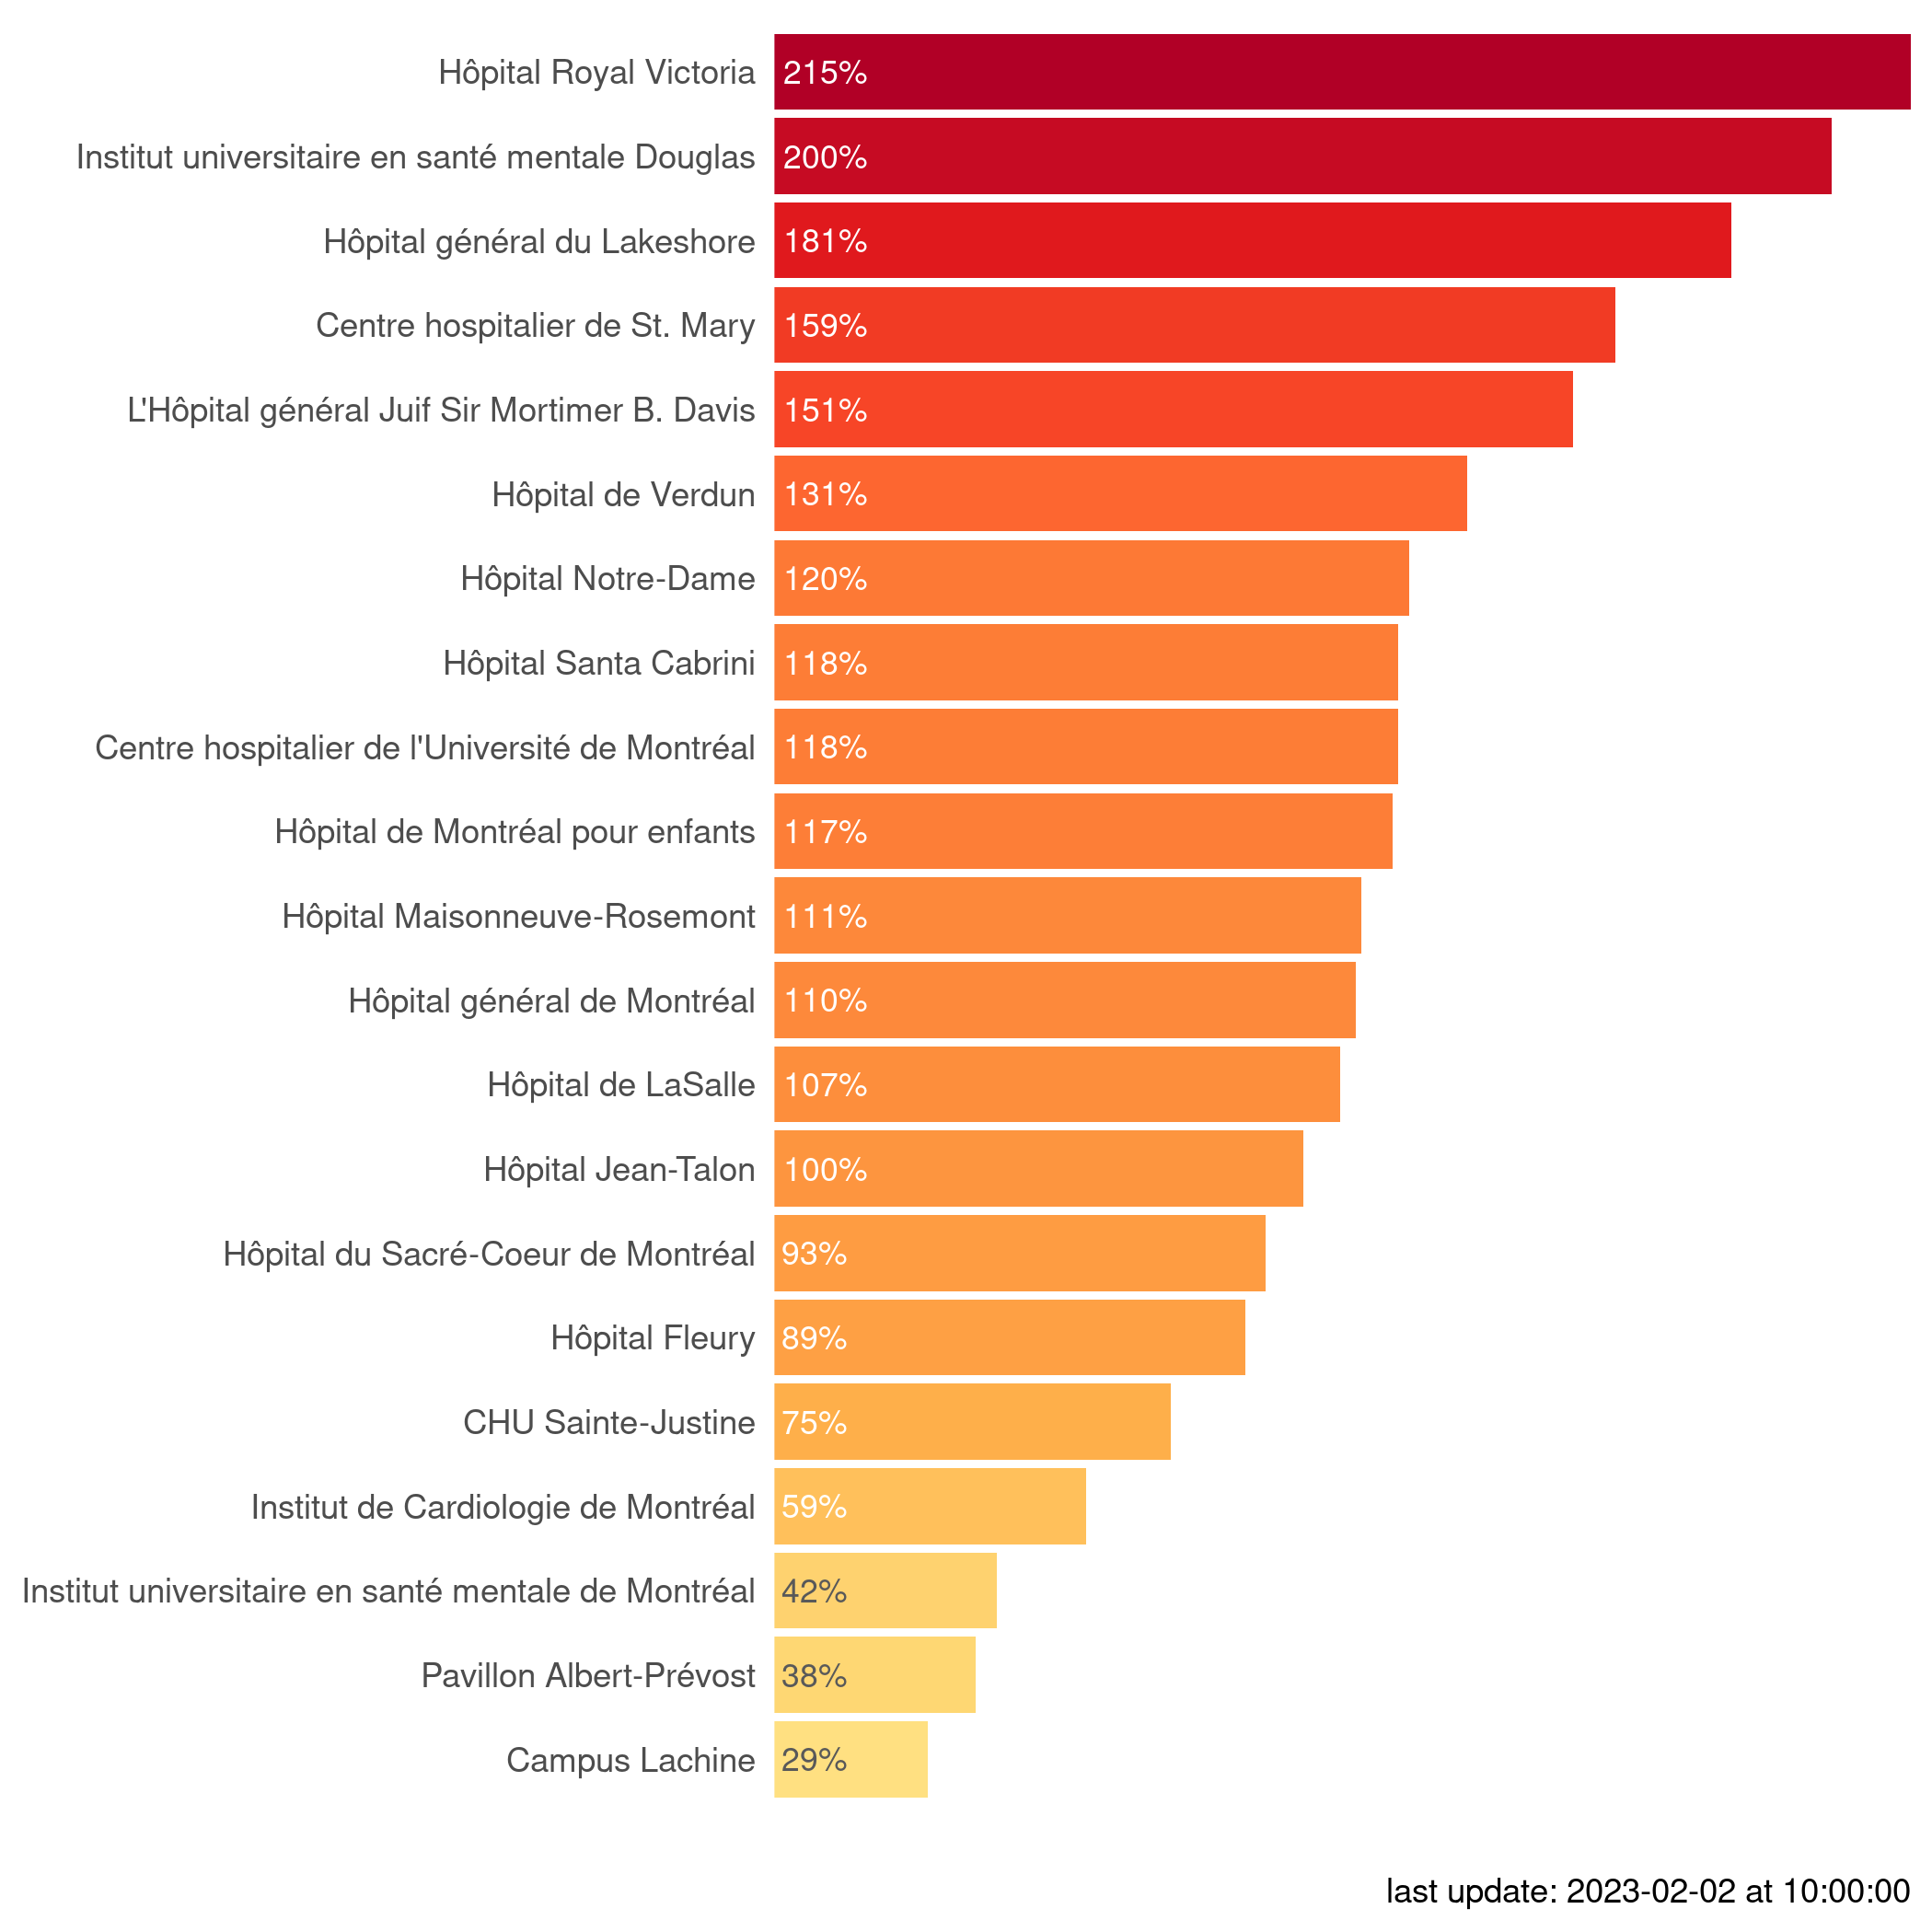 Hôpital Royal Victoria 215%
Institut universitaire en santé mentale Douglas 200%
Hôpital général du Lakeshore 181%
Centre hospitalier de St. Mary 159%
L'Hôpital général Juif Sir Mortimer B. Davis 151%
Hôpital de Verdun 131%
Hôpital Notre-Dame 120%
Hôpital Santa Cabrini 118%
Centre hospitalier de l'Université de Montréal 118%
Hôpital de Montréal pour enfants 117%
Hôpital Maisonneuve-Rosemont 111%
Hôpital général de Montréal 110%
Hôpital de LaSalle 107%
Hôpital Jean-Talon 100%
Hôpital du Sacré-Coeur de Montréal 93%
Hôpital Fleury 89%
CHU Sainte-Justine 75%
Institut de Cardiologie de Montréal 59%
Institut universitaire en santé mentale de Montréal 42%
Pavillon Albert-Prévost 38%
Campus Lachine 29%
last update: 2023-02-02 at 10:00:00